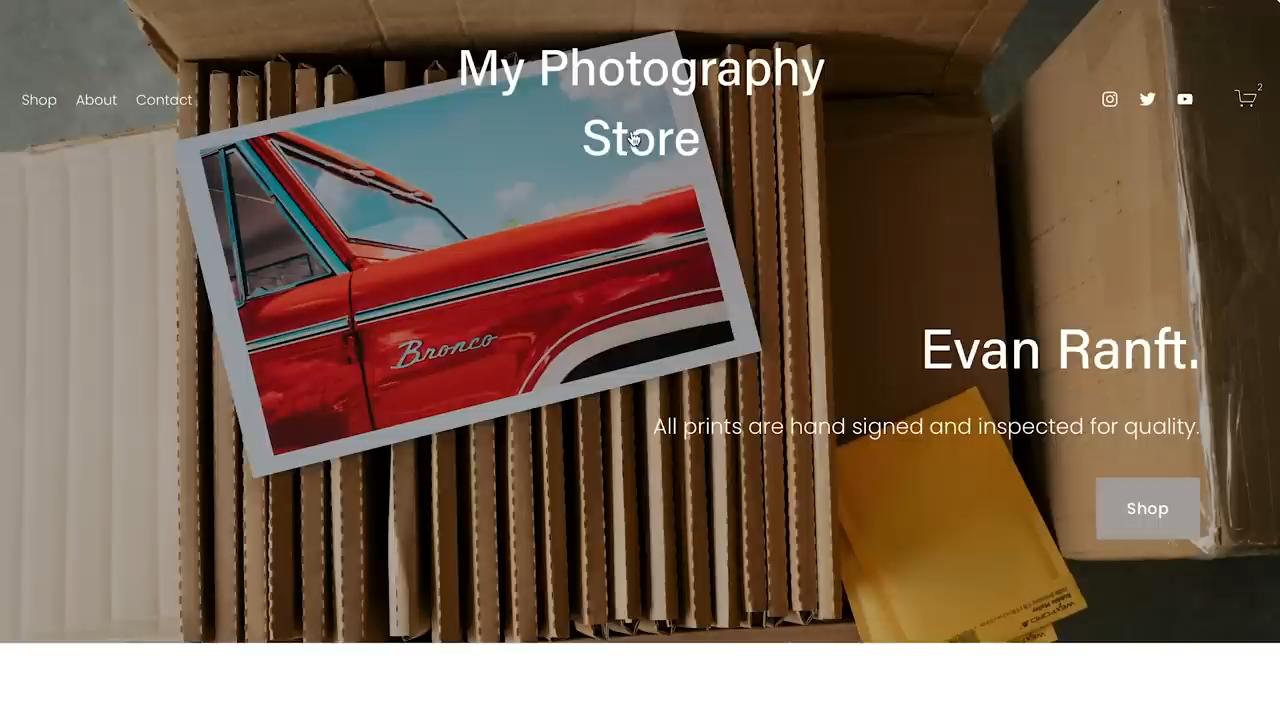 My Photography
Store
Shop
About
Contact
2
Bronco
Evan Ranft.
All prints are hand signed and inspected for quality.
Shop